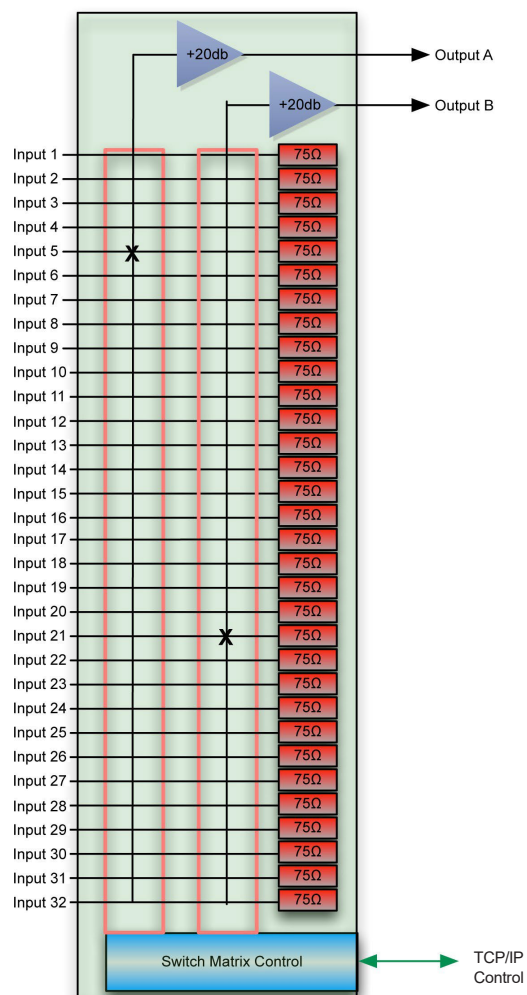 +20db
Output A
+20db
Output B
Input 1
75Ω
Input 2
75Ω
Input 3
75Ω
Input 4
75Ω
Input 5
X
75Ω
Input 6
75Ω
Input 7
75Ω
Input 8
75Ω
Input 9
75Ω
Input 10
75Ω
Input 11
75Ω
Input 12
75Ω
Input 13
75Ω
Input 14
75Ω
Input 15
75Ω
Input 16
75Ω
Input 17
75Ω
Input 18
75Ω
Input 19
75Ω
Input 20
75Ω
Input 21
X
75Ω
Input 22
75Ω
Input 23
75Ω
Input 24
75Ω
Input 25
75Ω
Input 26
75Ω
Input 27
75Ω
Input 28
75Ω
Input 29
75Ω
Input 30
75Ω
Input 31
75Ω
Input 32
75Ω
Switch Matrix Control
TCP/IP
Control